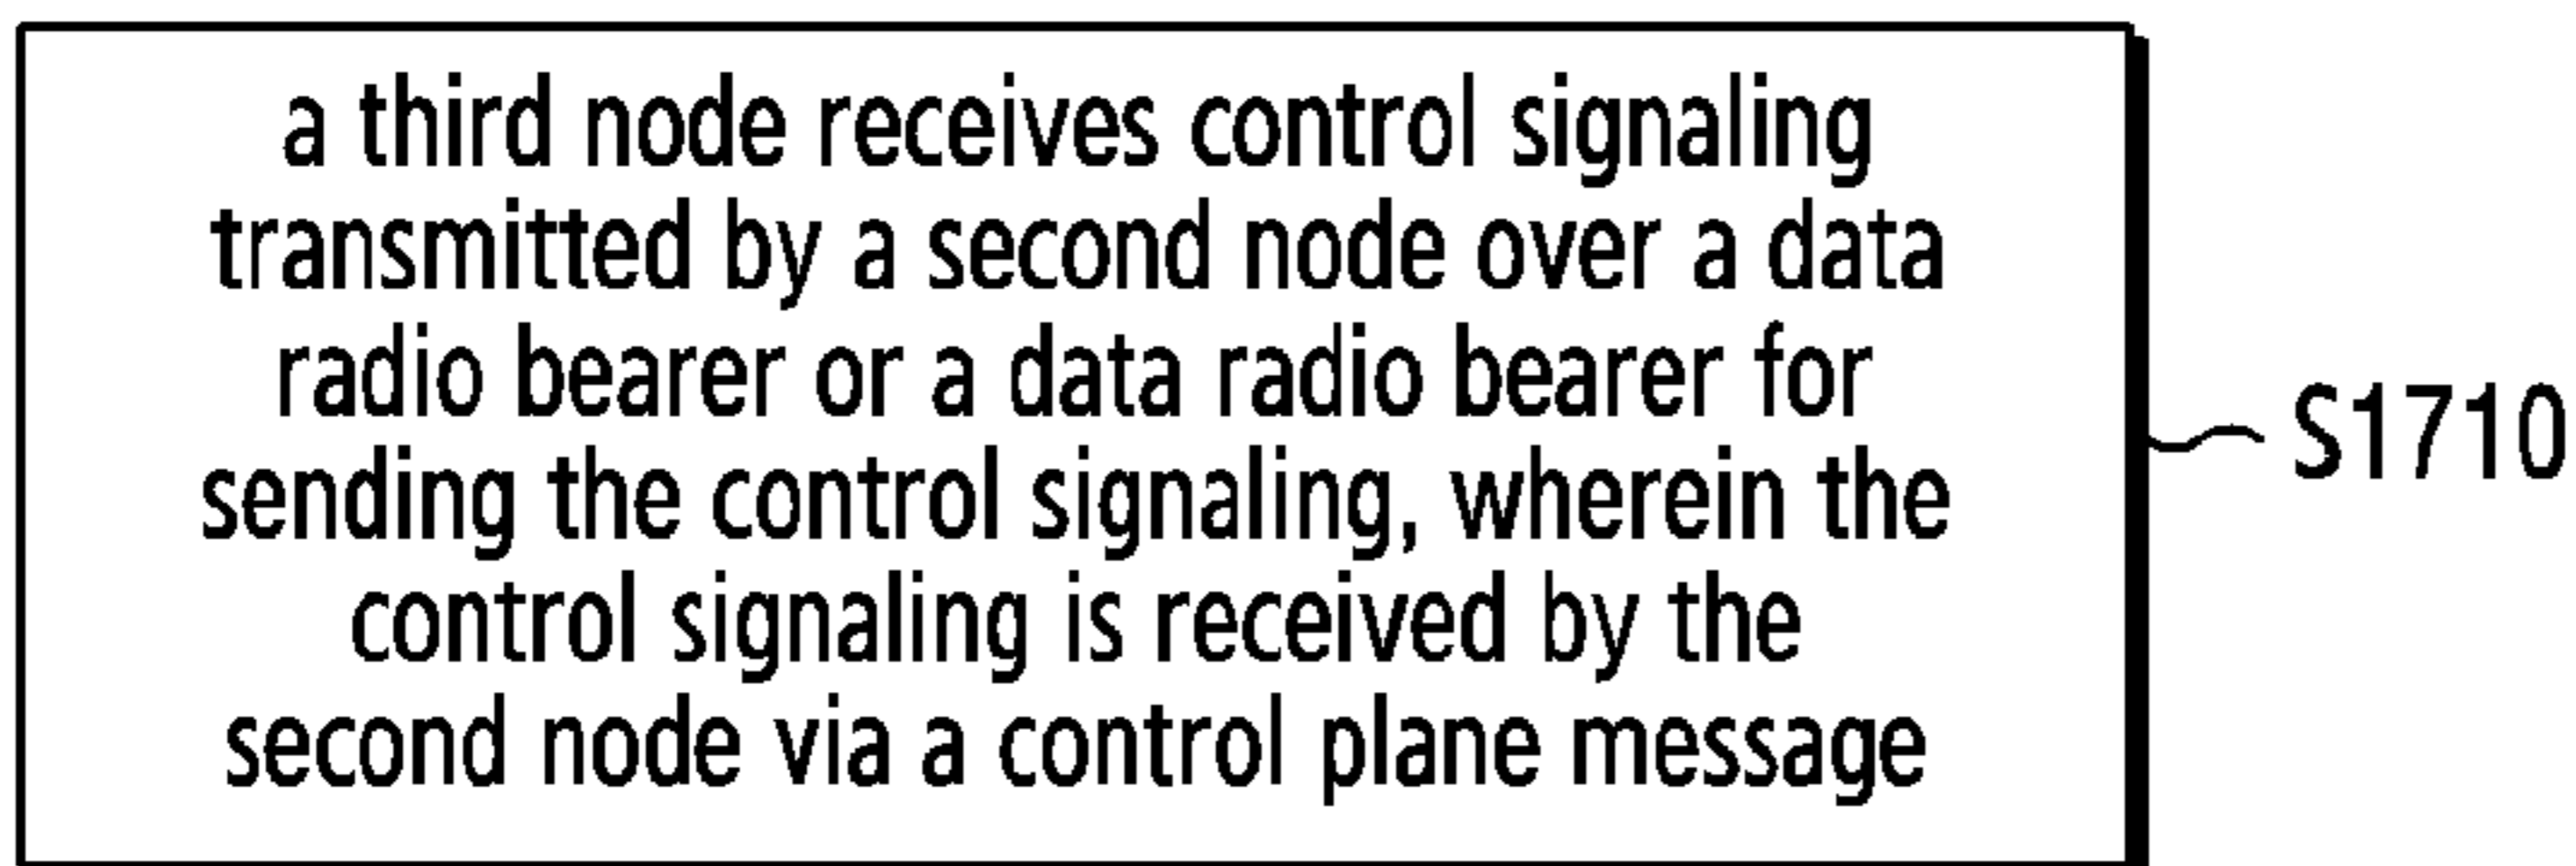 a third node receives control signaling
transmitted by a second node over a data
radio bearer or a data radio bearer for
sending the control signaling, wherein the
control signaling is received by the
second node via a control plane message
S1710